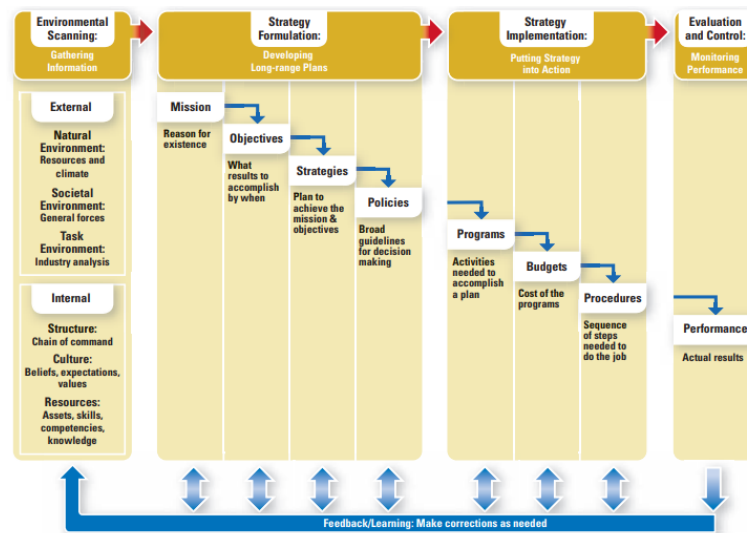 Environmental
Scanning:
Gathering
Information
Strategy
Formulation:
Developing
Long-range Plans
Strategy
Implementation:
Putting Strategy
into Action
Evaluation
and Control:
Monitoring
Performance
External
Natural
Environment:
Resources and
climate
Societal
Environment:
General forces
Task
Environment:
Industry analysis
Internal
Structure:
Chain of command
Culture:
Beliefs, expectations,
values
Resources:
Assets, skills,
competencies,
knowledge
Mission
Reason for
existence
Objectives
What
results to
accomplish
by when
Strategies
Plan to
achieve the
mission &
objectives
Policies
Broad
guidelines
for decision
making
Programs
Activities
needed to
accomplish
a plan
Budgets
Cost of the
programs
Procedures
Sequence
of steps
needed to
do the job
Performance
Actual results
Feedback/Learning: Make corrections as needed